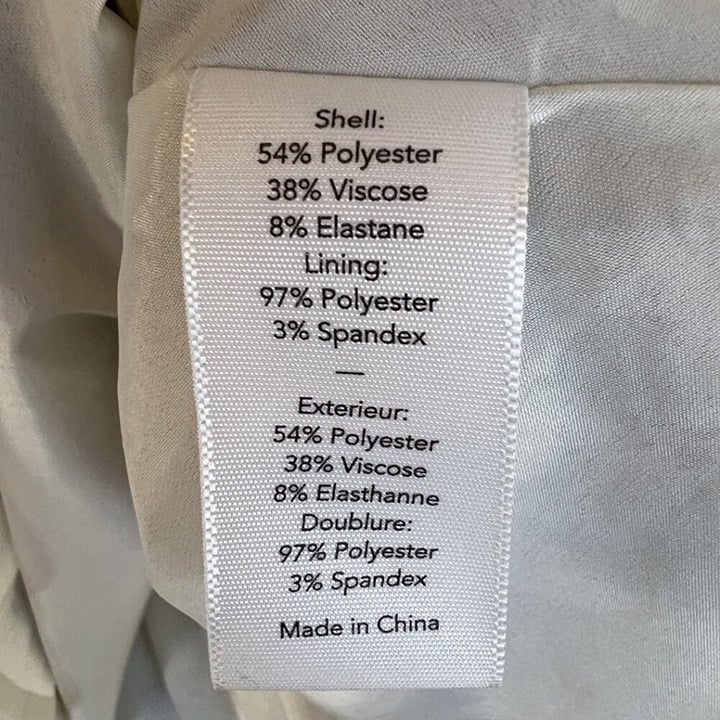 Shell:
54% Polyester
38% Viscose
8% Elastane
Lining:
97% Polyester
3% Spandex
—
Exterieur:
54% Polyester
38% Viscose
8% Elasthanne
Doublure:
97% Polyester
3% Spandex
Made in China